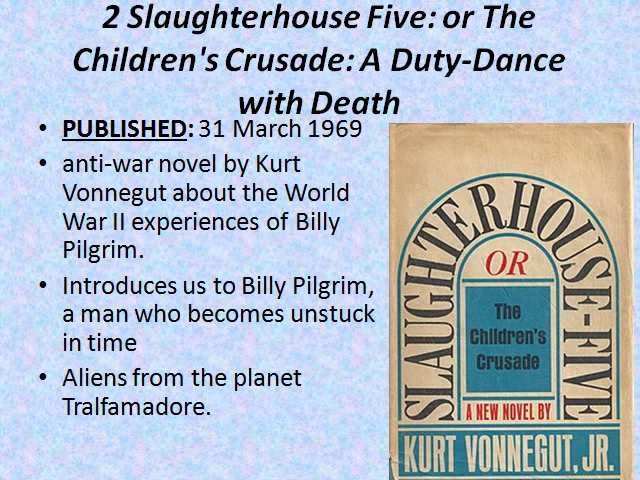 2 Slaughterhouse Five: or The
Children's Crusade: A Duty-Dance
with Death
• PUBLISHED: 31 March 1969
• anti-war novel by Kurt
Vonnegut about the World
War II experiences of Billy
Pilgrim.
• Introduces us to Billy Pilgrim,
a man who becomes unstuck
in time
• Aliens from the planet
Tralfamadore.
SLAUGHTERHOUSE-FIVE
OR
The
Children's
Crusade
A NEW NOVEL BY
KURT VONNEGUT, JR.